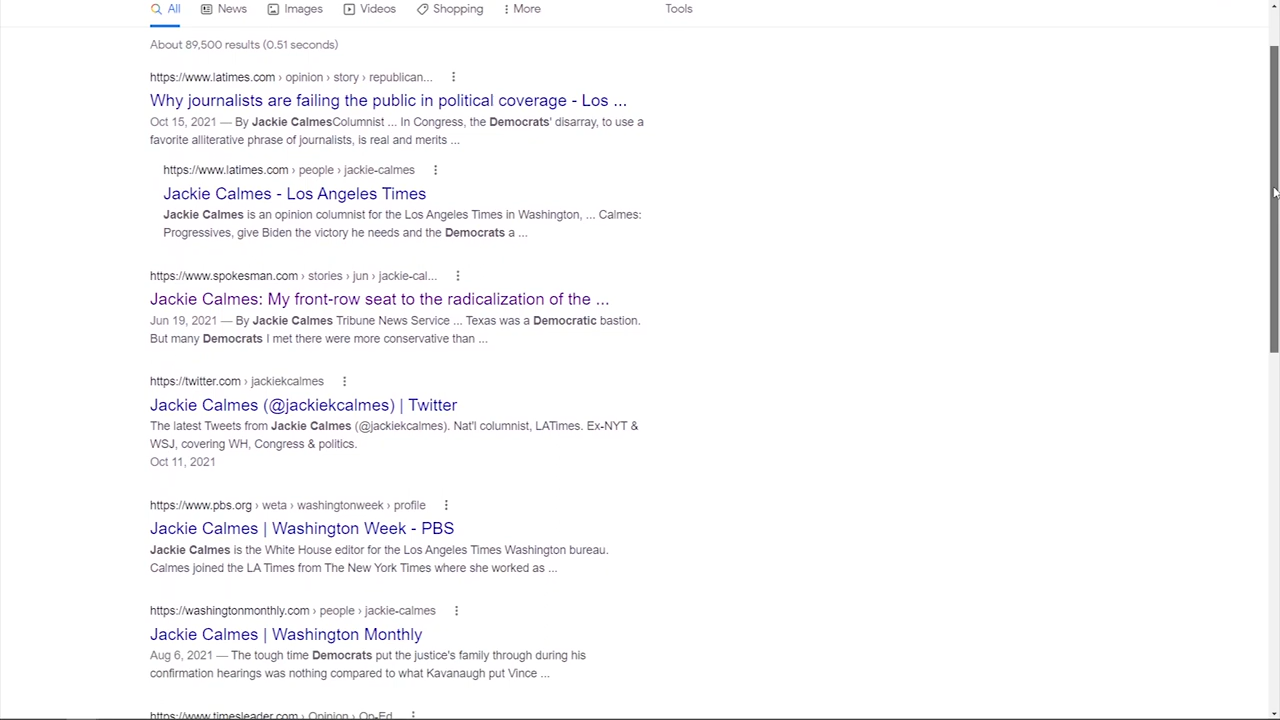 All News Images Videos Shopping More Tools
About 89,500 results (0.51 seconds)
https://www.latimes.com › opinion › story › republican...
Why journalists are failing the public in political coverage - Los ...
Oct 15, 2021 — By Jackie CalmesColumnist ... In Congress, the Democrats' disarray, to use a
favorite alliterative phrase of journalists, is real and merits ...
https://www.latimes.com › people › jackie-calmes
Jackie Calmes - Los Angeles Times
Jackie Calmes is an opinion columnist for the Los Angeles Times in Washington, ... Calmes:
Progressives, give Biden the victory he needs and the Democrats a ...
https://www.spokesman.com › stories › jun › jackie-cal...
Jackie Calmes: My front-row seat to the radicalization of the ...
Jun 19, 2021 — By Jackie Calmes Tribune News Service ... Texas was a Democratic bastion.
But many Democrats I met there were more conservative than ...
https://twitter.com › jackiekcalmes
Jackie Calmes (@jackiekcalmes) | Twitter
The latest Tweets from Jackie Calmes (@jackiekcalmes). Nat'l columnist, LATimes. Ex-NYT &
WSJ, covering WH, Congress & politics.
Oct 11, 2021
https://www.pbs.org › weta › washingtonweek › profile
Jackie Calmes | Washington Week - PBS
Jackie Calmes is the White House editor for the Los Angeles Times Washington bureau.
Calmes joined the LA Times from The New York Times where she worked as ...
https://washingtonmonthly.com › people › jackie-calmes
Jackie Calmes | Washington Monthly
Aug 6, 2021 — The tough time Democrats put the justice's family through during his
confirmation hearings was nothing compared to what Kavanaugh put Vince ...
https://www.timesleader.com › Opinion › Op-Ed